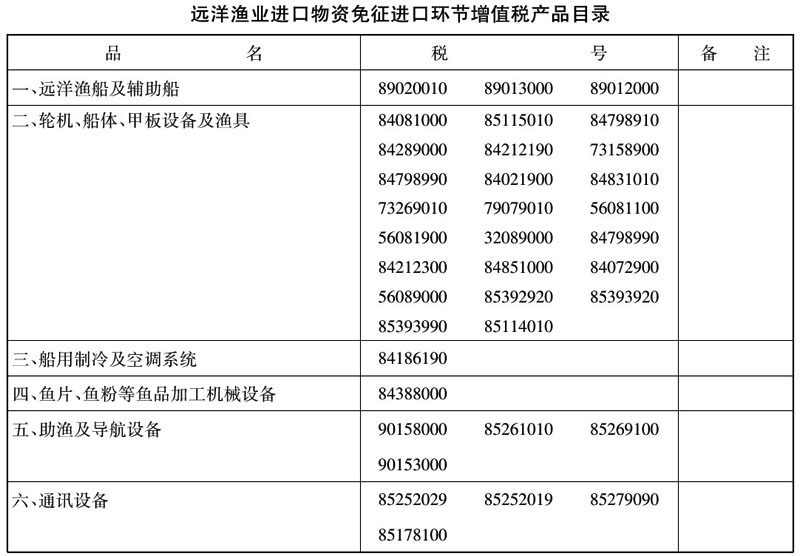 远洋渔业进口物资免征进口环节增值税产品目录
品 名 税 号 备 注
一、远洋渔船及辅助船 89020010 89013000 89012000
二、轮机、船体、甲板设备及渔具 84081000 85115010 84798910
84289000 84212190 73158900
84798990 84021900 84831010
73269010 79079010 56081100
56081900 32089000 84798990
84212300 84851000 84072900
56089000 85392920 85393920
85393990 85114010
三、船用制冷及空调系统 84186190
四、鱼片、鱼粉等鱼品加工机械设备 84388000
五、助渔及导航设备 90158000 85261010 85269100
90153000
六、通讯设备 85252029 85252019 85279090
85178100